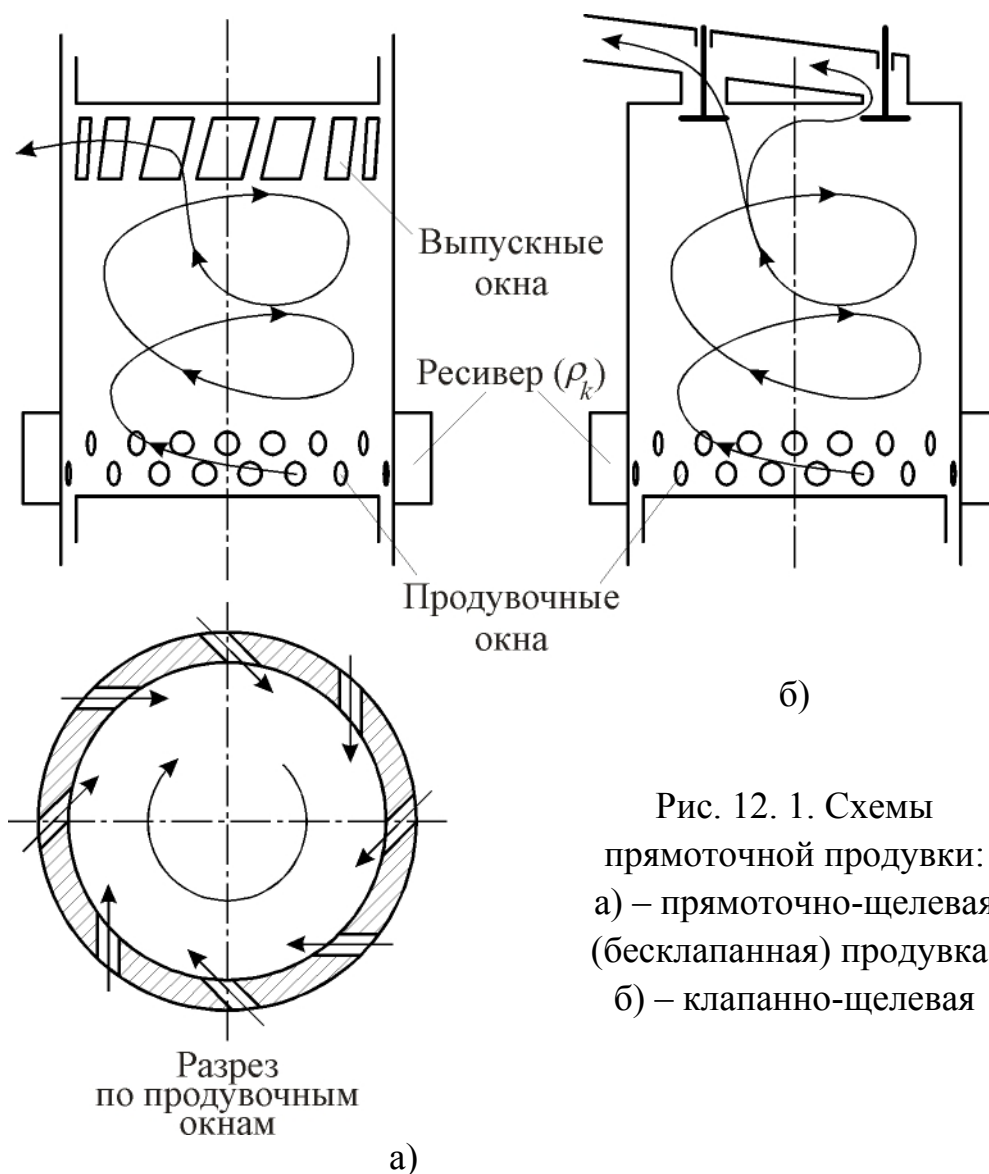 Выпускные
окна
Ресивер (ρk)
Продувочные
окна
б)
Рис. 12. 1. Схемы
прямоточной продувки:
а) – прямоточно-щелевая
(бесклапанная) продувка
б) – клапанно-щелевая
Разрез
по продувочным
окнам
а)